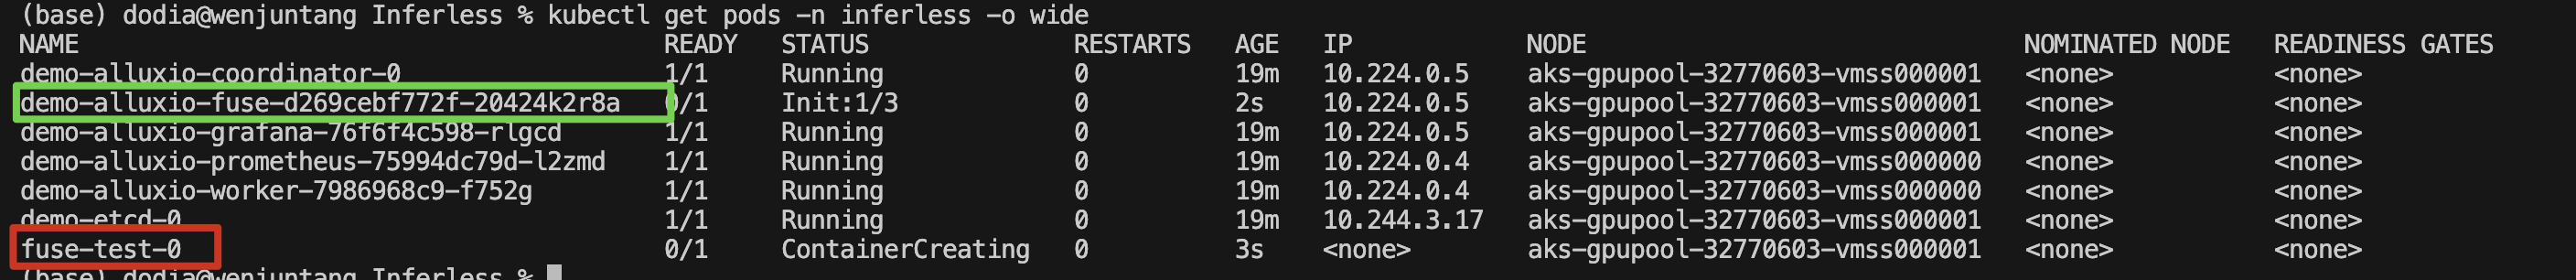 (base) dodia@wenjuntang Inferless % kubectl get pods -n inferless -o wide
NAME READY STATUS RESTARTS AGE IP NODE NOMINATED NODE READINESS GATES
demo-alluxio-coordinator-0 1/1 Running 0 19m 10.224.0.5 aks-gpupool-32770603-vmss000001 <none> <none>
demo-alluxio-fuse-d269cebf772f-20424k2r8a 0/1 Init:1/3 0 2s 10.224.0.5 aks-gpupool-32770603-vmss000001 <none> <none>
demo-alluxio-grafana-76f6f4c598-rlgcd 1/1 Running 0 19m 10.224.0.5 aks-gpupool-32770603-vmss000001 <none> <none>
demo-alluxio-prometheus-75994dc79d-l2zmd 1/1 Running 0 19m 10.224.0.4 aks-gpupool-32770603-vmss000000 <none> <none>
demo-alluxio-worker-7986968c9-f752g 1/1 Running 0 19m 10.224.0.4 aks-gpupool-32770603-vmss000000 <none> <none>
demo-etcd-0 1/1 Running 0 19m 10.244.3.17 aks-gpupool-32770603-vmss000001 <none> <none>
fuse-test-0 0/1 ContainerCreating 0 3s <none> aks-gpupool-32770603-vmss000001 <none> <none>
(base) dodia@wenjuntang Inferless %